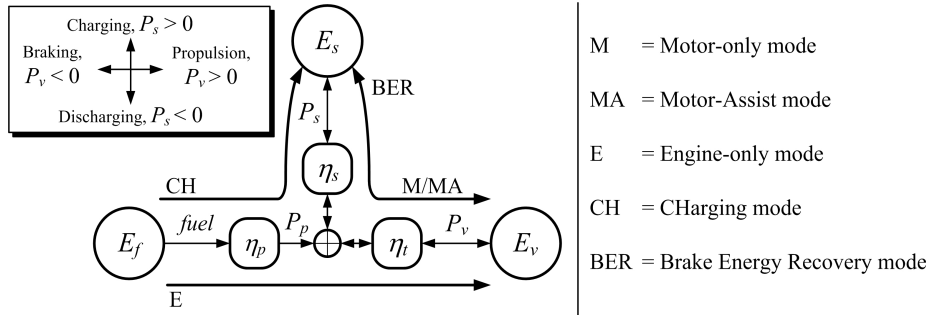 Charging, P_s > 0
Braking, P_v < 0
Propulsion, P_v > 0
Discharging, P_s < 0
E_s
BER
P_s
η_s
CH
M/MA
E_f
fuel
η_p
P_p
η_t
P_v
E_v
E
M = Motor-only mode
MA = Motor-Assist mode
E = Engine-only mode
CH = CHarging mode
BER = Brake Energy Recovery mode